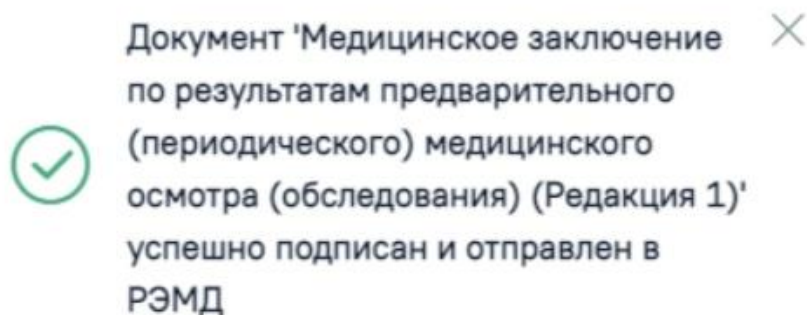 Документ 'Медицинское заключение
по результатам предварительного
(периодического) медицинского
осмотра (обследования) (Редакция 1)'
успешно подписан и отправлен в
РЭМД